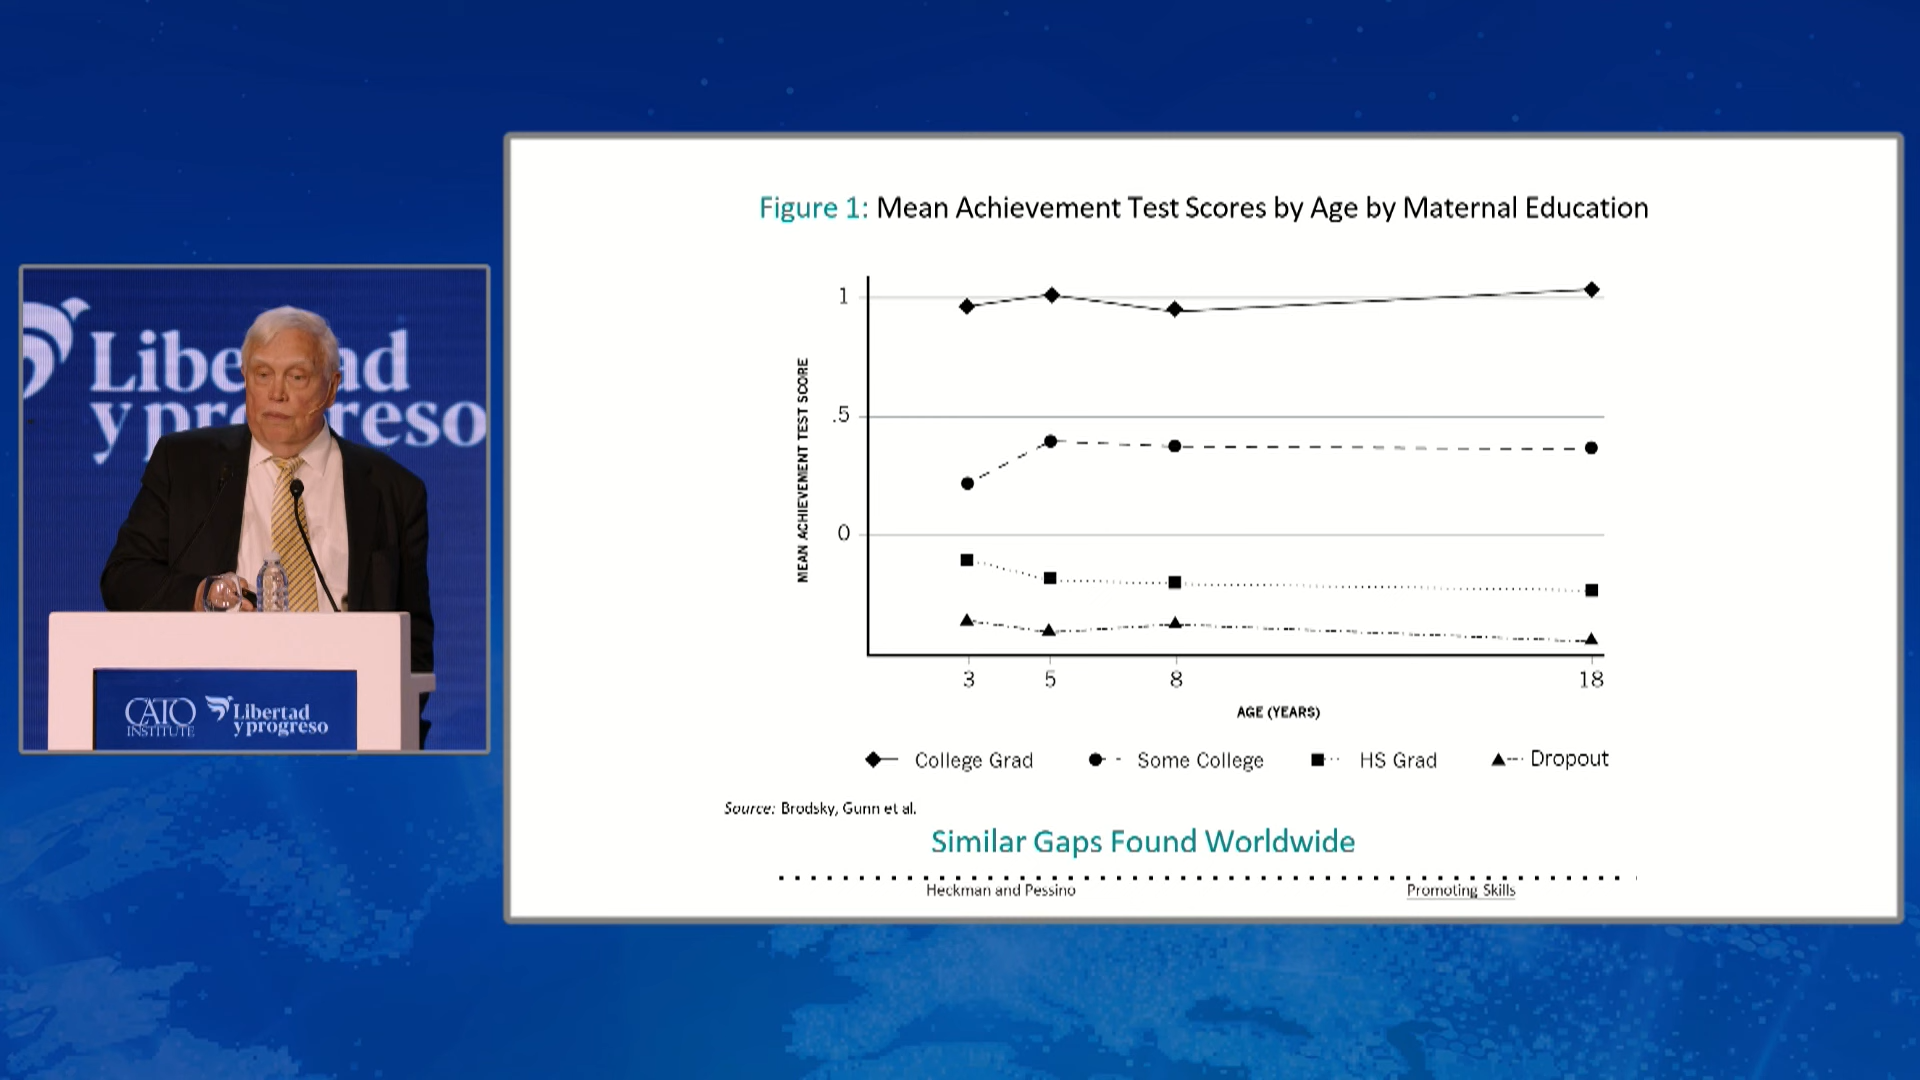 Libertad
y progreso
CATO
INSTITUTE
Libertad
y progreso
Figure 1: Mean Achievement Test Scores by Age by Maternal Education
MEAN ACHIEVEMENT TEST SCORE
1
.5
0
3 5 8 18
AGE (YEARS)
College Grad Some College HS Grad Dropout
Source: Brodsky, Gunn et al.
Similar Gaps Found Worldwide
Heckman and Pessino Promoting Skills